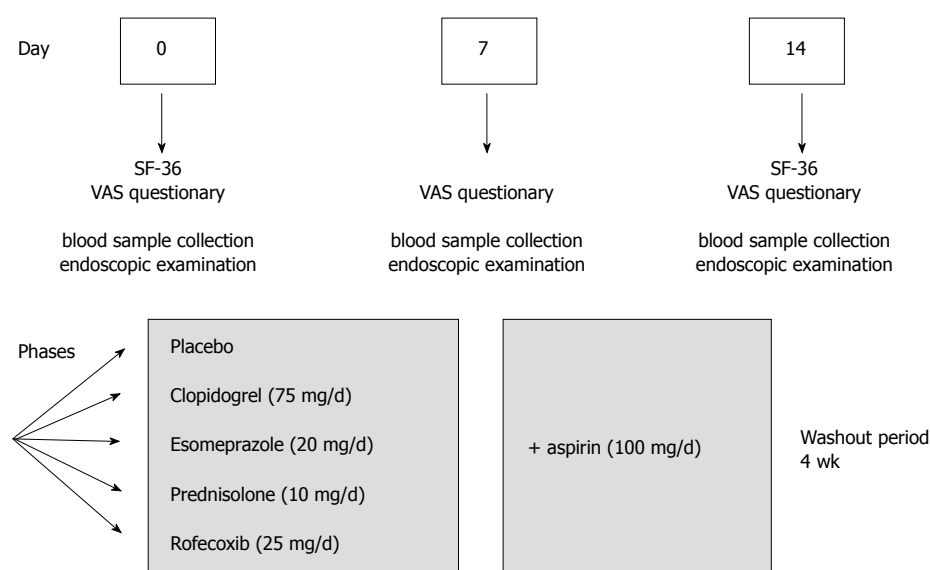 Day 0 7 14
SF-36 SF-36
VAS questionary VAS questionary VAS questionary
blood sample collection blood sample collection blood sample collection
endoscopic examination endoscopic examination endoscopic examination
Phases
Placebo
Clopidogrel (75 mg/d)
Esomeprazole (20 mg/d)
Prednisolone (10 mg/d)
Rofecoxib (25 mg/d)
+ aspirin (100 mg/d)
Washout period
4 wk